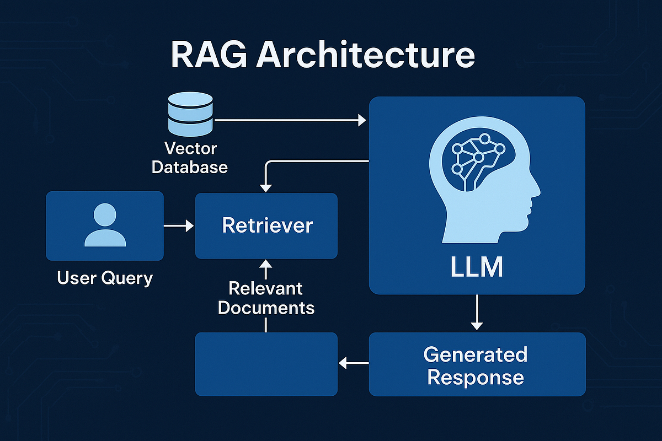 RAG Architecture
Vector
Database
User Query
Retriever
Relevant
Documents
LLM
Generated
Response